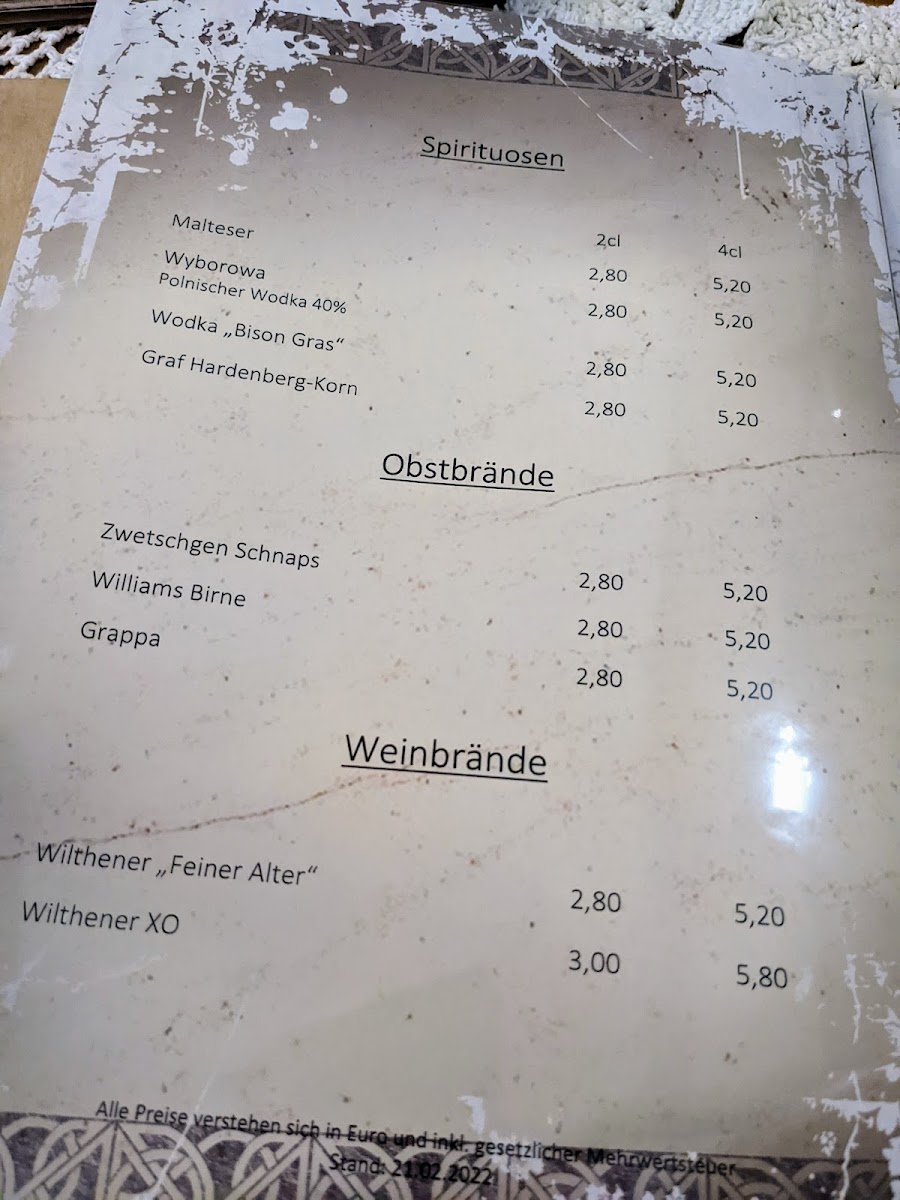 Spirituosen
2cl 4cl
Malteser 2,80 5,20
Wyborowa 2,80 5,20
Polnischer Wodka 40%
Wodka „Bison Gras“ 2,80 5,20
Graf Hardenberg-Korn 2,80 5,20
Obstbrände
Zwetschgen Schnaps 2,80 5,20
Williams Birne 2,80 5,20
Grappa 2,80 5,20
Weinbrände
Wilthener „Feiner Alter“ 2,80 5,20
Wilthener XO 3,00 5,80
Alle Preise verstehen sich in Euro und inkl. gesetzlicher Mehrwertsteuer
Stand: 21.02.2022